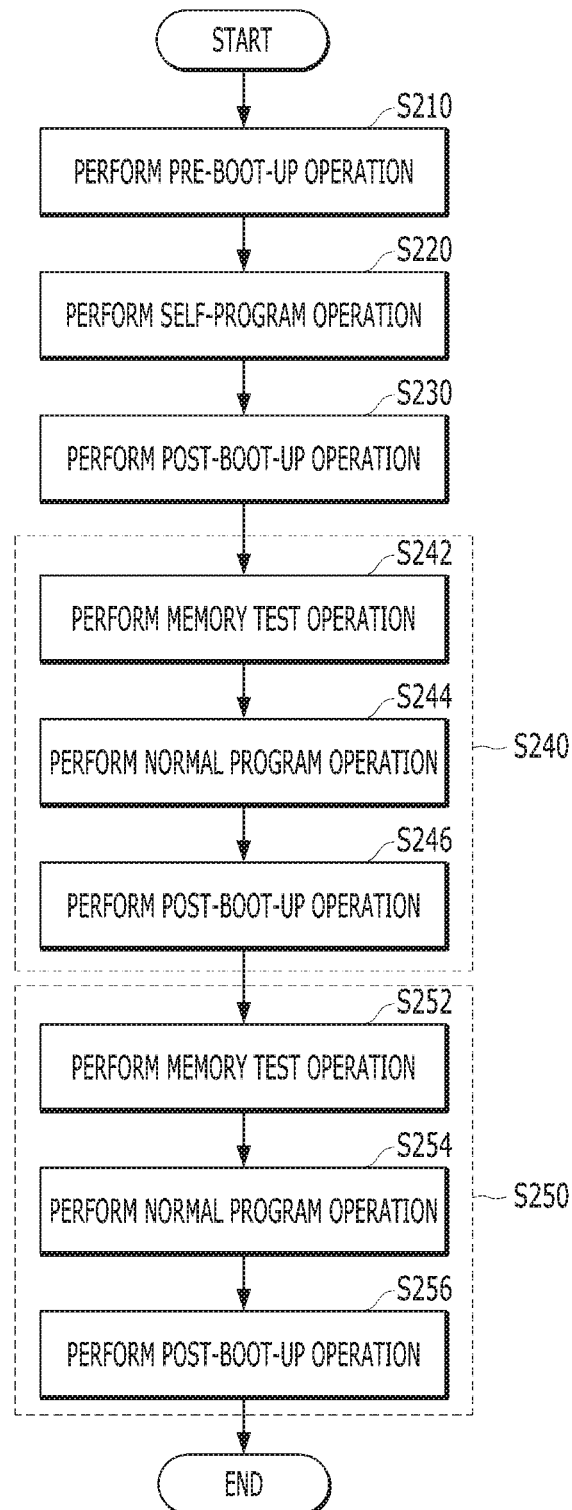 START
S210
PERFORM PRE-BOOT-UP OPERATION
S220
PERFORM SELF-PROGRAM OPERATION
S230
PERFORM POST-BOOT-UP OPERATION
S242
PERFORM MEMORY TEST OPERATION
S244
PERFORM NORMAL PROGRAM OPERATION
S240
S246
PERFORM POST-BOOT-UP OPERATION
S252
PERFORM MEMORY TEST OPERATION
S254
PERFORM NORMAL PROGRAM OPERATION
S250
S256
PERFORM POST-BOOT-UP OPERATION
END